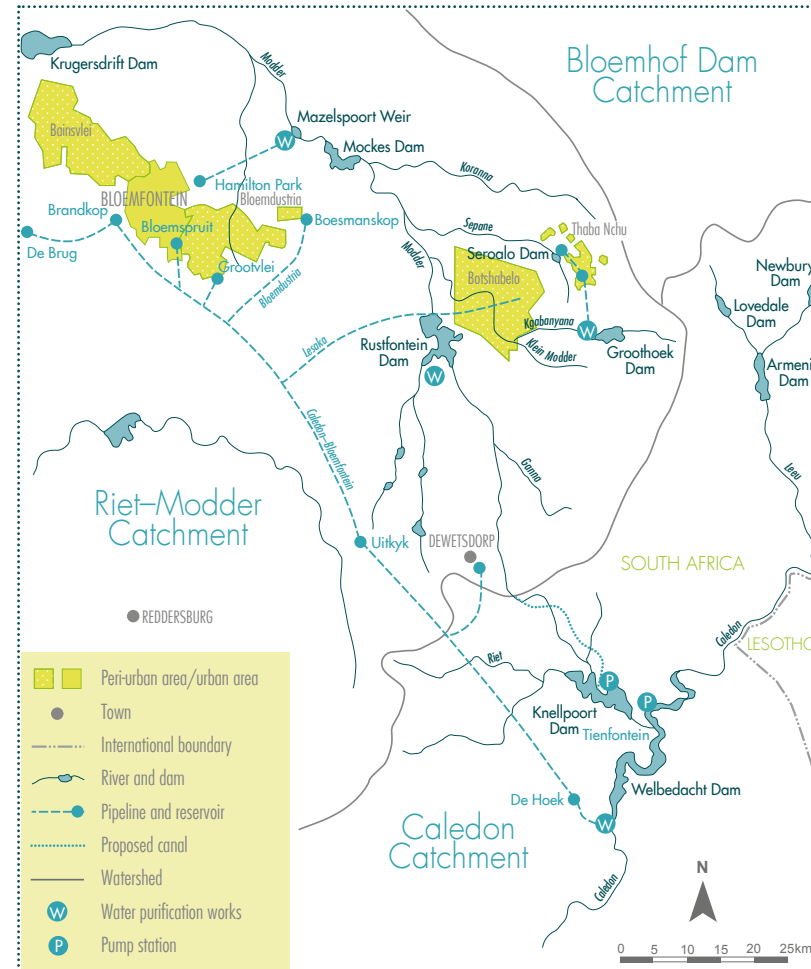 Krugersdrift Dam
Modder
Bloemhof Dam
Catchment
Mazelspoort Weir
Mockes Dam
Koranna
Bainsvlei
Hamilton Park
BLOEMFONTEIN
Bloemdustria
Brandkop
Bloemspruit
Boesmanskop
De Brug
Grootvlei
Bloemdustria
Sepane
Thaba Nchu
Seroalo Dam
Modder
Botshabelo
Newbury
Dam
Lovedale
Dam
Lesaka
Rustfontein
Dam
Kgabanyana
Klein Modder
Groothoek
Dam
Armeni
Dam
Caledon–Bloemfontein
Ganna
Leeu
Riet–Modder
Catchment
Uitkyk
DEWETSDORP
SOUTH AFRICA
REDDERSBURG
Caledon
LESOTHO
Riet
Knellpoort
Dam
Tienfontein
Welbedacht Dam
De Hoek
Caledon
Catchment
Caledon
Peri-urban area/urban area
Town
International boundary
River and dam
Pipeline and reservoir
Proposed canal
Watershed
W Water purification works
P Pump station
W
W
W
W
P
P
N
0 5 10 15 20 25km